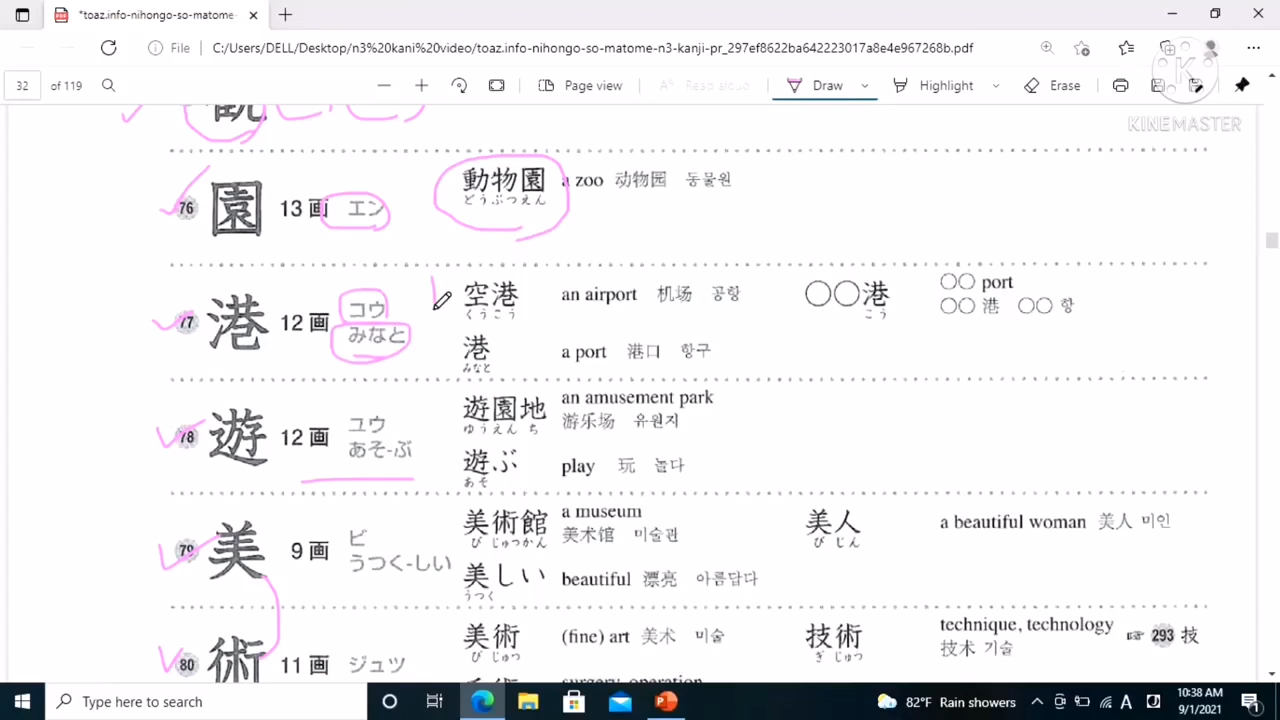 *toaz.info-nihongo-so-matome-
File C:/Users/DELL/Desktop/n3%20kani%20video/toaz.info-nihongo-so-matome-n3-kanji-pr_297ef8622ba642223017a8e4e967268b.pdf
32 of 119 Page view Read aloud Draw Highlight Erase
K
KINEMASTER
観
76 園 13画 エン 動物園 a zoo 动物园 동물원
どうぶつえん
77 港 12画 コウ 空港 an airport 机场 공항 〇〇港 〇〇 port
みなと くうこう こう 〇〇 港 〇〇 항
港 a port 港口 항구
みなと
78 遊 12画 ユウ 遊園地 an amusement park
あそ-ぶ ゆうえんち 游乐场 유원지
遊ぶ play 玩 놀다
あそ
79 美 9画 ビ 美術館 a museum 美人 a beautiful woman 美人 미인
うつく-しい びじゅつかん 美术馆 미술관 びじん
美しい beautiful 漂亮 아름답다
うつく
80 術 11画 ジュツ 美術 (fine) art 美术 미술 技術 technique, technology ☞ 293 技
びじゅつ ぎじゅつ 技术 기술
surgery, operation
Type here to search 82°F Rain showers A 10:38 AM
9/1/2021